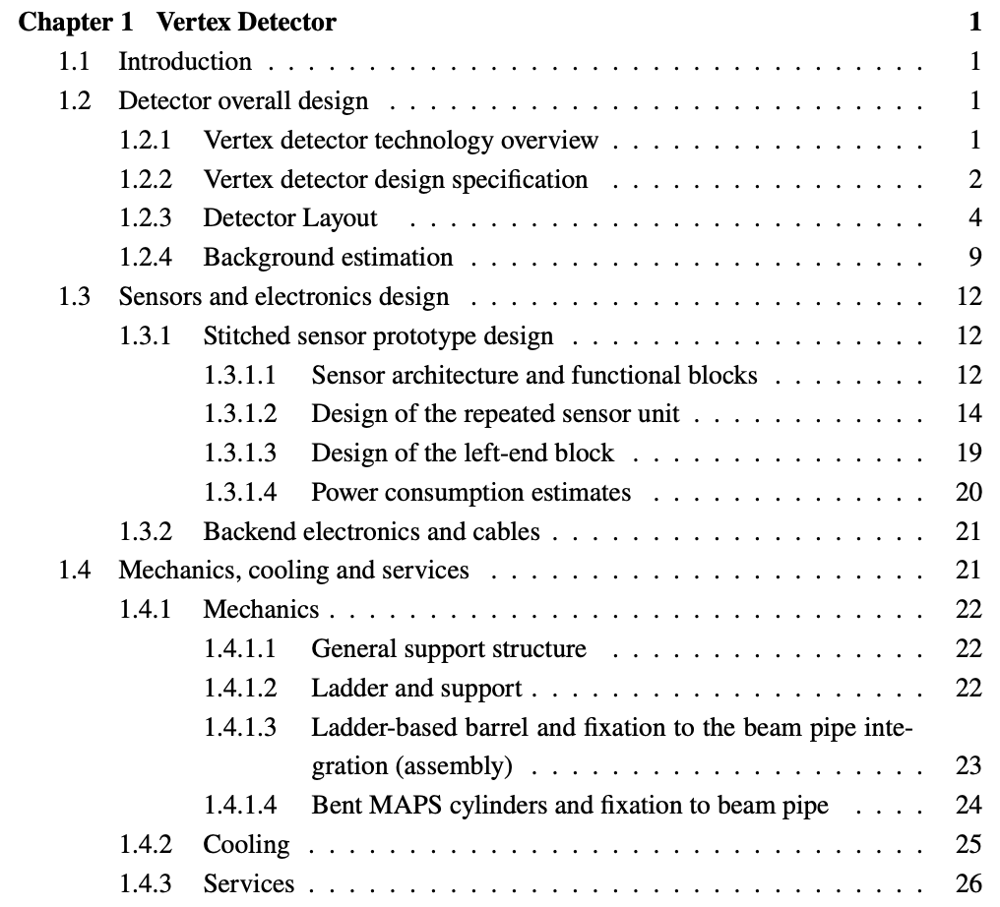 Chapter 1 Vertex Detector 1
1.1 Introduction . . . . . . . . . . . . . . . . . . . . . . . . . . . . . . . . . 1
1.2 Detector overall design . . . . . . . . . . . . . . . . . . . . . . . . . . . 1
1.2.1 Vertex detector technology overview . . . . . . . . . . . . . . . . 1
1.2.2 Vertex detector design specification . . . . . . . . . . . . . . . . 2
1.2.3 Detector Layout . . . . . . . . . . . . . . . . . . . . . . . . . . 4
1.2.4 Background estimation . . . . . . . . . . . . . . . . . . . . . . . 9
1.3 Sensors and electronics design . . . . . . . . . . . . . . . . . . . . . . . 12
1.3.1 Stitched sensor prototype design . . . . . . . . . . . . . . . . . . 12
1.3.1.1 Sensor architecture and functional blocks . . . . . . . . 12
1.3.1.2 Design of the repeated sensor unit . . . . . . . . . . . . 14
1.3.1.3 Design of the left-end block . . . . . . . . . . . . . . . 19
1.3.1.4 Power consumption estimates . . . . . . . . . . . . . . 20
1.3.2 Backend electronics and cables . . . . . . . . . . . . . . . . . . . 21
1.4 Mechanics, cooling and services . . . . . . . . . . . . . . . . . . . . . . 21
1.4.1 Mechanics . . . . . . . . . . . . . . . . . . . . . . . . . . . . . . 22
1.4.1.1 General support structure . . . . . . . . . . . . . . . . 22
1.4.1.2 Ladder and support . . . . . . . . . . . . . . . . . . . . 22
1.4.1.3 Ladder-based barrel and fixation to the beam pipe inte-
gration (assembly) . . . . . . . . . . . . . . . . . . . . 23
1.4.1.4 Bent MAPS cylinders and fixation to beam pipe . . . . 24
1.4.2 Cooling . . . . . . . . . . . . . . . . . . . . . . . . . . . . . . . 25
1.4.3 Services . . . . . . . . . . . . . . . . . . . . . . . . . . . . . . . 26